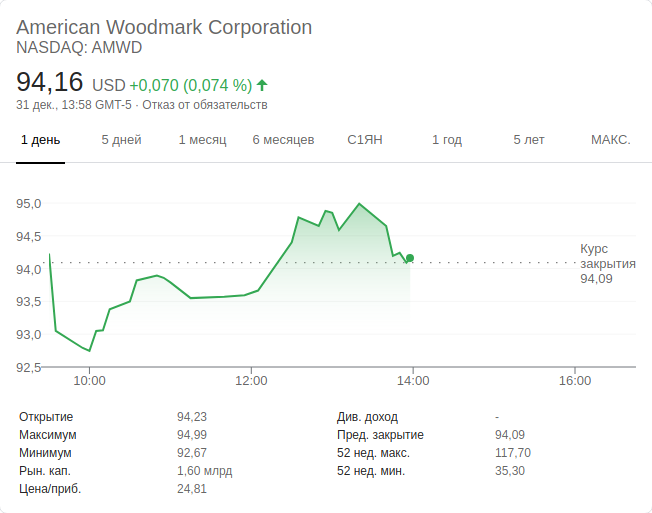 American Woodmark Corporation
NASDAQ: AMWD
94,16 USD +0,070 (0,074 %)
31 дек., 13:58 GMT-5 · Отказ от обязательств
1 день 5 дней 1 месяц 6 месяцев С1ЯН 1 год 5 лет МАКС.
95,0
94,5
94,0
93,5
93,0
92,5
Курс
закрытия
94,09
10:00 12:00 14:00 16:00
Открытие 94,23
Максимум 94,99
Минимум 92,67
Рын. кап. 1,60 млрд
Цена/приб. 24,81
Див. доход -
Пред. закрытие 94,09
52 нед. макс. 117,70
52 нед. мин. 35,30